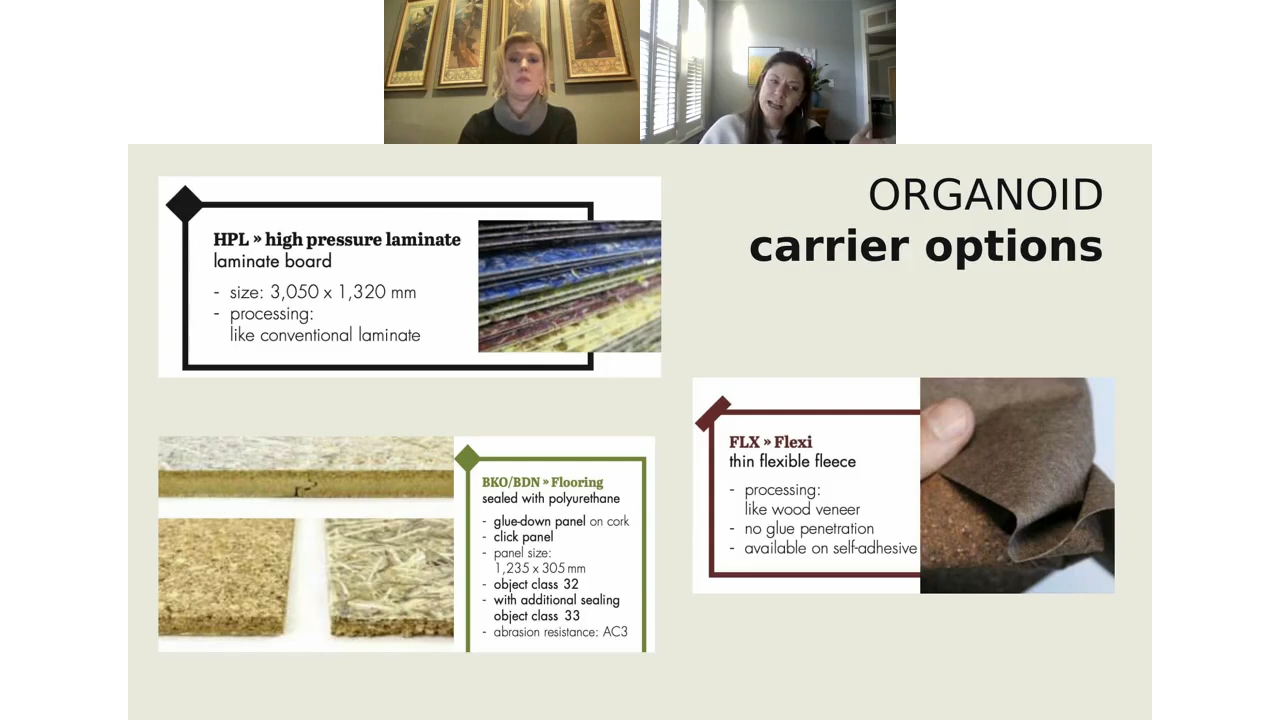 ORGANOID
carrier options
HPL » high pressure laminate
laminate board
- size: 3,050 x 1,320 mm
- processing:
like conventional laminate
FLX » Flexi
thin flexible fleece
- processing:
like wood veneer
- no glue penetration
- available on self-adhesive
BKO/BDN » Flooring
sealed with polyurethane
- glue-down panel on cork
- click panel
- panel size:
1,235 x 305 mm
- object class 32
- with additional sealing
object class 33
- abrasion resistance: AC3